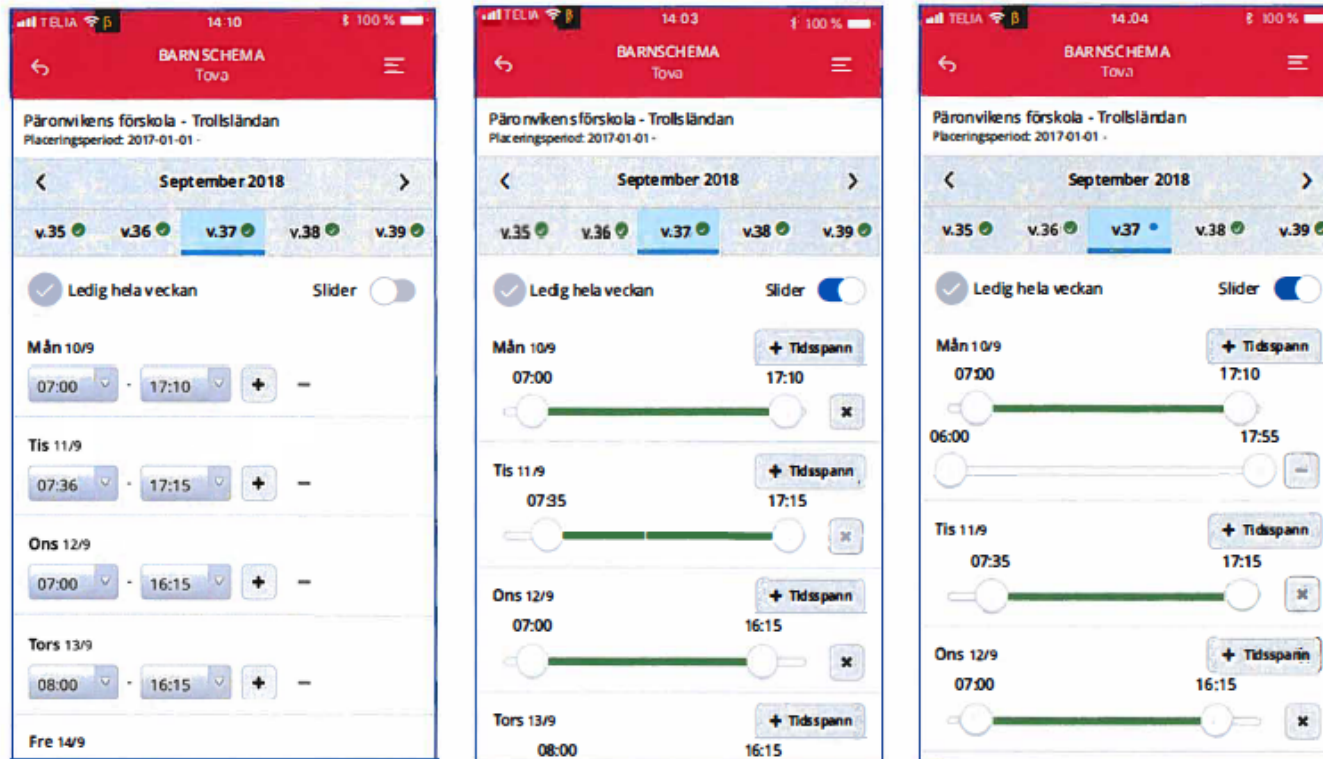 TELIA β 14 10 100 %
BARNSCHEMA
Tova
Päronvikens förskola - Trollsländan
Placeringsperiod: 2017-01-01 -
September 2018
v.35 v.36 v.37 v.38 v.39
Ledig hela veckan Slider
Mån 10/9
07:00 - 17:10 + −
Tis 11/9
07:36 - 17:15 + −
Ons 12/9
07:00 - 16:15 + −
Tors 13/9
08:00 - 16:15 + −
Fre 14/9
TELIA β 14 03 100 %
BARNSCHEMA
Tova
Päronvikens förskola - Trollsländan
Placeringsperiod: 2017-01-01 -
September 2018
v.35 v.36 v.37 v.38 v.39
Ledig hela veckan Slider
Mån 10/9 + Tidsspann
07:00 17:10
Tis 11/9 + Tidsspann
07:35 17:15
Ons 12/9 + Tidsspann
07:00 16:15
Tors 13/9 + Tidsspann
08:00 16:15
TELIA β 14.04 100 %
BARNSCHEMA
Tova
Päronvikens förskola - Trollsländan
Placeringsperiod: 2017-01-01 -
September 2018
v.35 v.36 v.37 v.38 v.39
Ledig hela veckan Slider
Mån 10/9 + Tidsspann
07:00 17:10
06:00 17:55
Tis 11/9 + Tidsspann
07:35 17:15
Ons 12/9 + Tidsspann
07:00 16:15